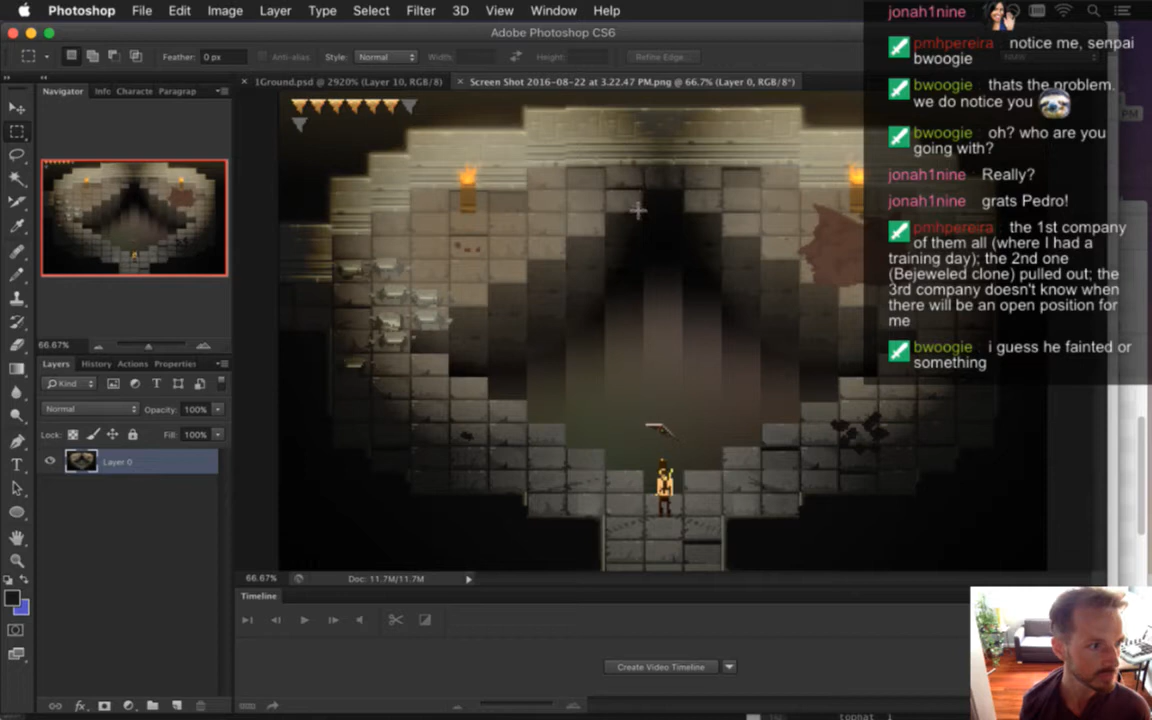 Photoshop File Edit Image Layer Type Select Filter 3D View Window Help
Adobe Photoshop CS6
Feather: 0 px Anti-alias Style: Normal Width: Height: Refine Edge...
1Ground.psd @ 2920% (Layer 10, RGB/8)
Screen Shot 2016-08-22 at 3.22.47 PM.png @ 66.7% (Layer 0, RGB/8*)
Navigator Info Characte Paragrap
66.67%
Layers History Actions Properties
Kind
Normal Opacity: 100%
Lock: Fill: 100%
Layer 0
66.67% Doc: 11.7M/11.7M
Timeline
Create Video Timeline
jonah1nine
pmhpereira : notice me, senpai
bwoogie
bwoogie : thats the problem.
we do notice you
bwoogie : oh? who are you
going with?
jonah1nine : Really?
jonah1nine : grats Pedro!
pmhpereira : the 1st company
of them all (where I had a
training day); the 2nd one
(Bejeweled clone) pulled out; the
3rd company doesn't know when
there will be an open position for
me
bwoogie : i guess he fainted or
something
PM